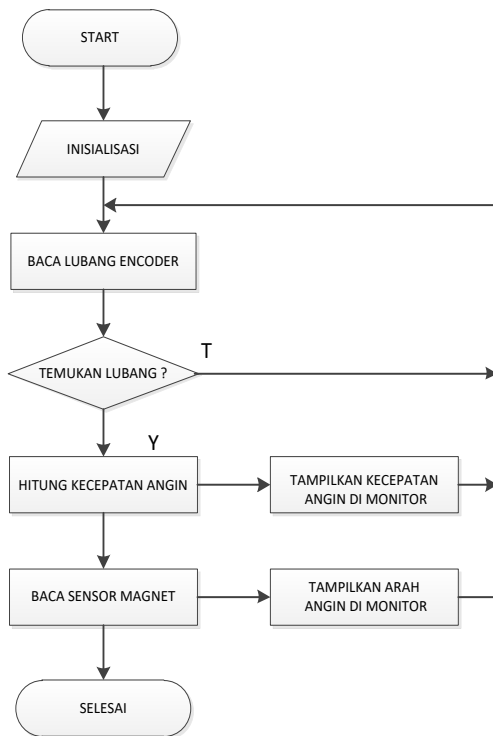 START
INISIALISASI
BACA LUBANG ENCODER
TEMUKAN LUBANG ?
T
Y
HITUNG KECEPATAN ANGIN
TAMPILKAN KECEPATAN
ANGIN DI MONITOR
BACA SENSOR MAGNET
TAMPILKAN ARAH
ANGIN DI MONITOR
SELESAI